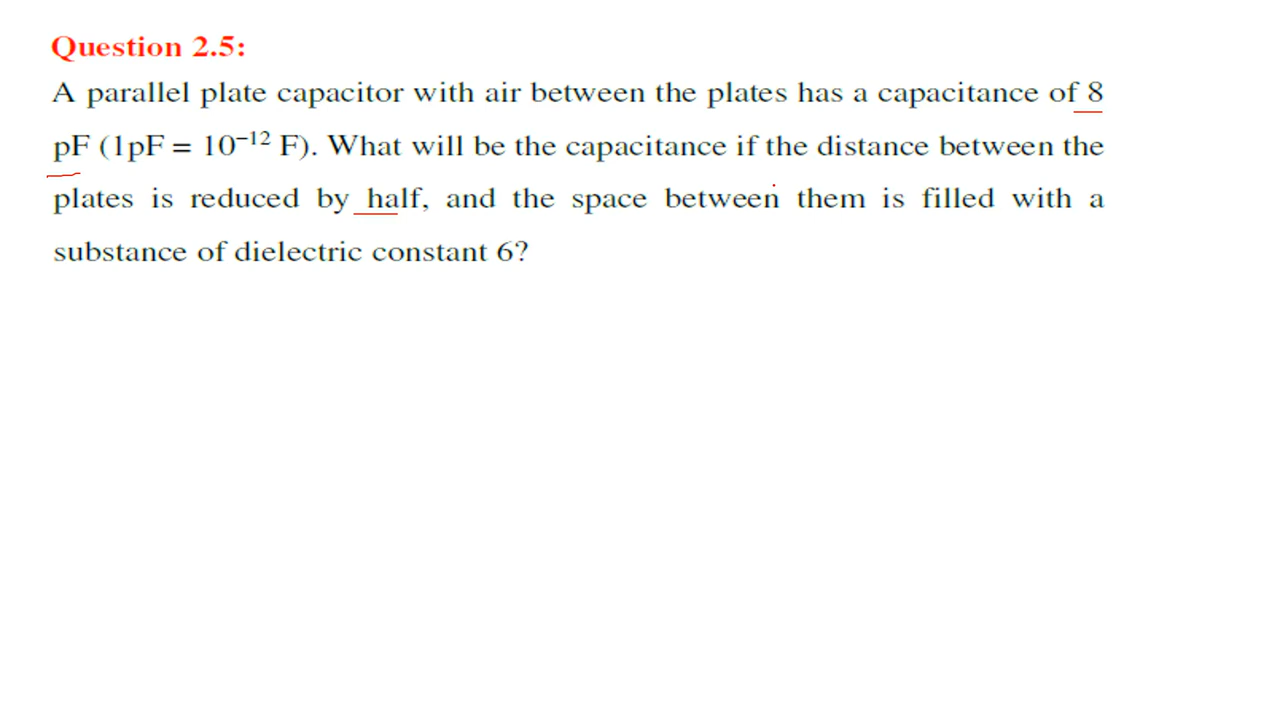 Question 2.5:
A parallel plate capacitor with air between the plates has a capacitance of 8
pF (1pF = 10⁻¹² F). What will be the capacitance if the distance between the
plates is reduced by half, and the space between them is filled with a
substance of dielectric constant 6?